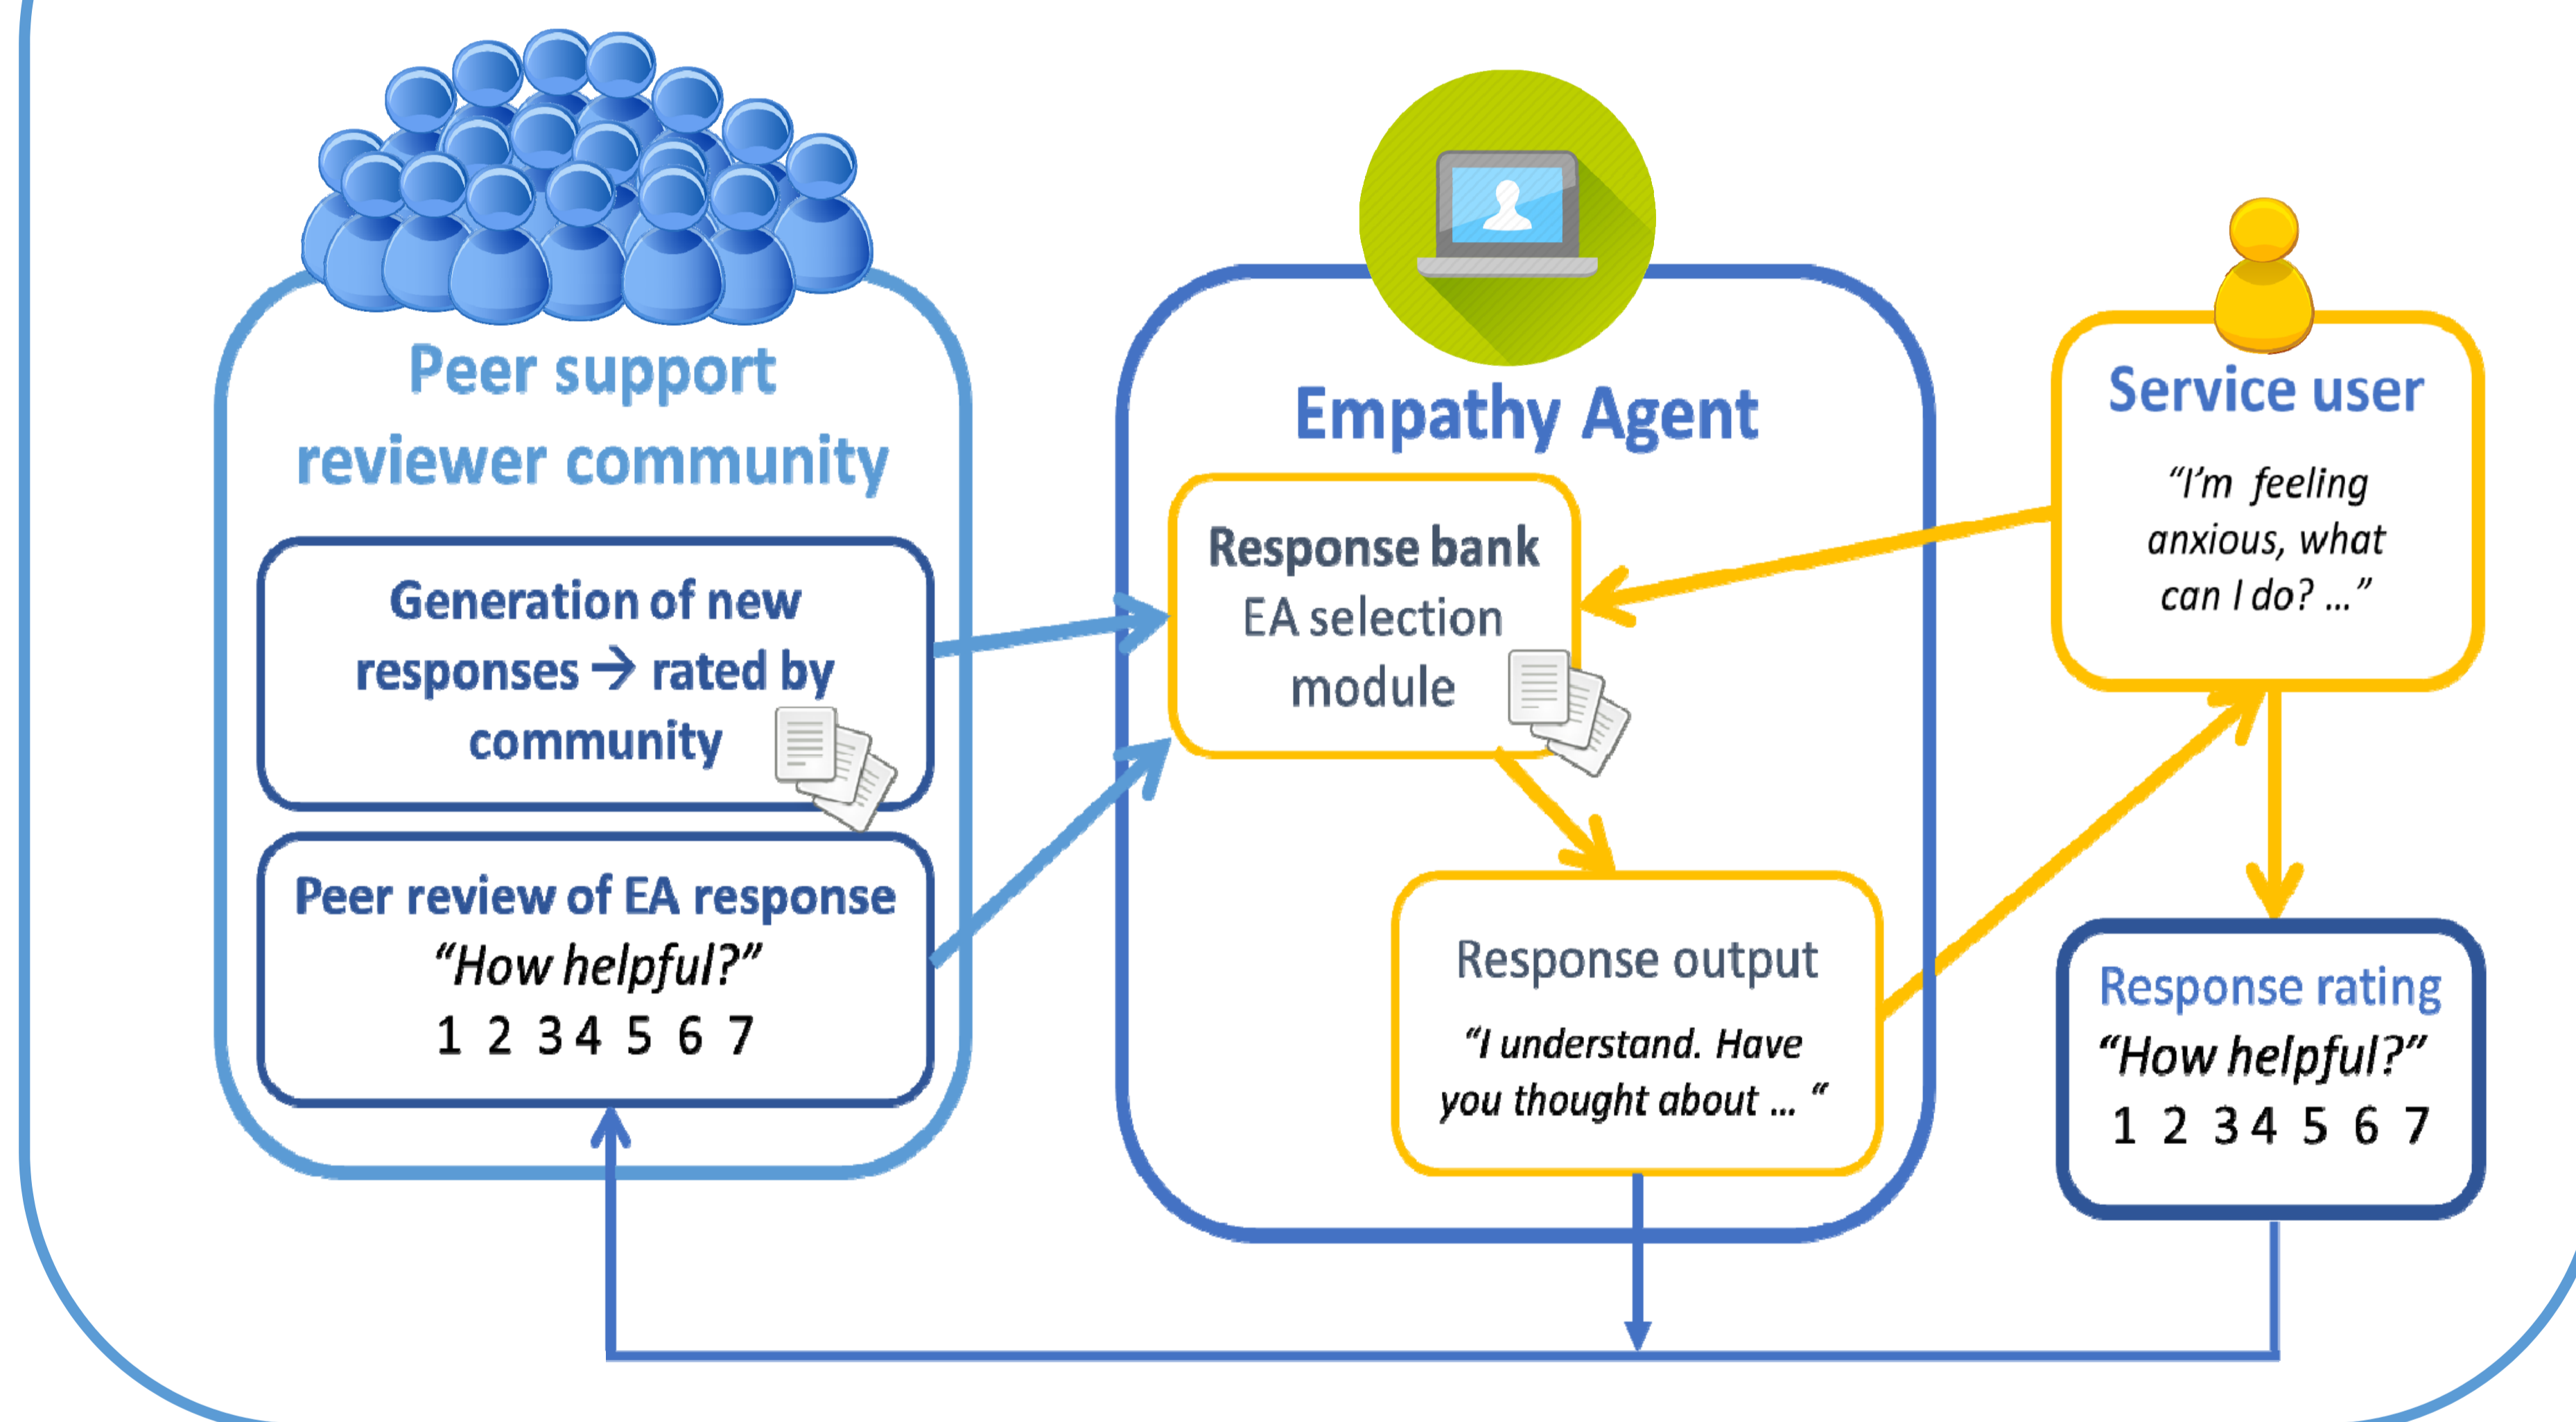 Peer support
reviewer community
Generation of new
responses → rated by
community
Peer review of EA response
“How helpful?”
1 2 3 4 5 6 7
Empathy Agent
Response bank
EA selection
module
Response output
“I understand. Have
you thought about ... “
Service user
“I’m feeling
anxious, what
can I do? ...”
Response rating
“How helpful?”
1 2 3 4 5 6 7